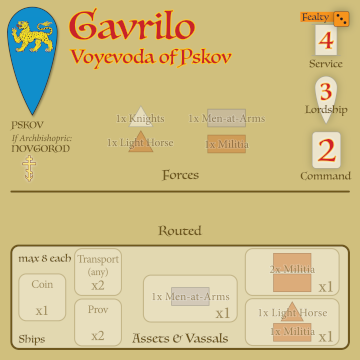 Gavrilo
Voyevoda of Pskov
Fealty
4
Service
3
Lordship
2
Command
PSKOV
If Archbishopric:
NOVGOROD
1x Knights
1x Men-at-Arms
1x Light Horse
1x Militia
Forces
Routed
max 8 each
Coin
x1
Ships
Transport
(any)
x2
Prov
x2
1x Men-at-Arms
x1
Assets & Vassals
2x Militia
x1
1x Light Horse
1x Militia
x1